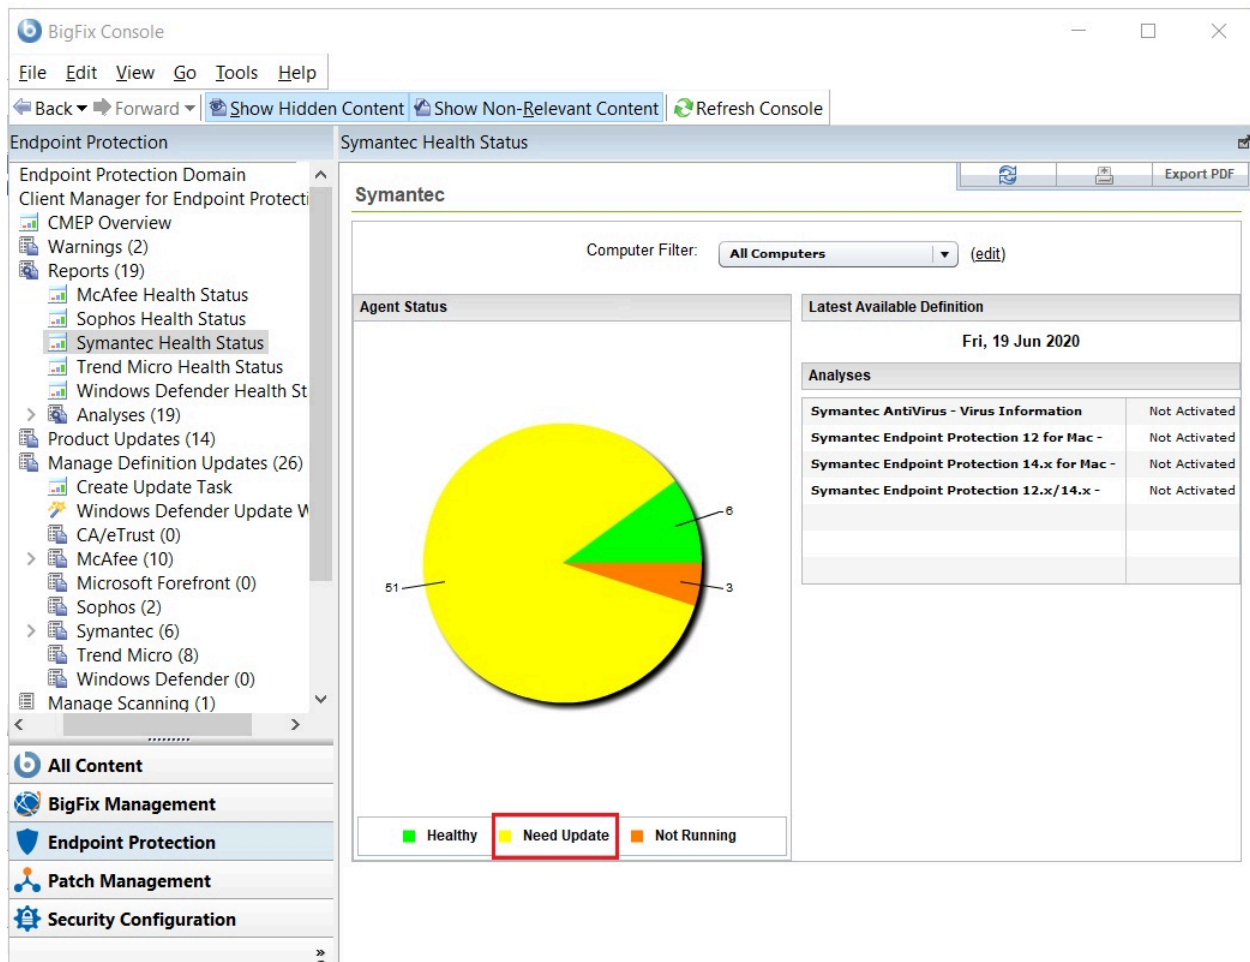 BigFix Console
File Edit View Go Tools Help
Back Forward Show Hidden Content Show Non-Relevant Content Refresh Console
Endpoint Protection
Endpoint Protection Domain
Client Manager for Endpoint Protecti
CMEP Overview
Warnings (2)
Reports (19)
McAfee Health Status
Sophos Health Status
Symantec Health Status
Trend Micro Health Status
Windows Defender Health St
Analyses (19)
Product Updates (14)
Manage Definition Updates (26)
Create Update Task
Windows Defender Update W
CA/eTrust (0)
McAfee (10)
Microsoft Forefront (0)
Sophos (2)
Symantec (6)
Trend Micro (8)
Windows Defender (0)
Manage Scanning (1)
All Content
BigFix Management
Endpoint Protection
Patch Management
Security Configuration
Symantec Health Status
Export PDF
Symantec
Computer Filter: All Computers (edit)
Agent Status
6
51
3
Healthy Need Update Not Running
Latest Available Definition
Fri, 19 Jun 2020
Analyses
Symantec AntiVirus - Virus Information Not Activated
Symantec Endpoint Protection 12 for Mac - Not Activated
Symantec Endpoint Protection 14.x for Mac - Not Activated
Symantec Endpoint Protection 12.x/14.x - Not Activated